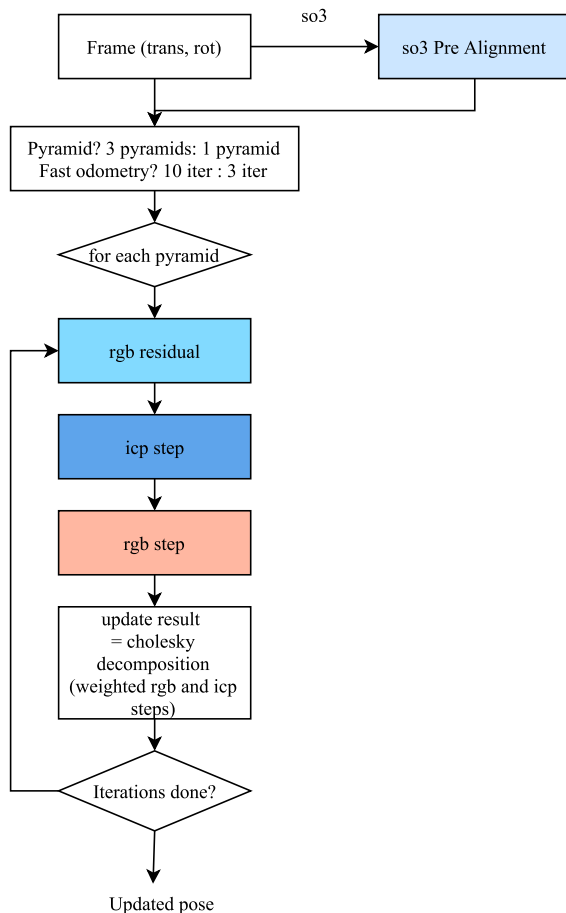 so3
Frame (trans, rot)
so3 Pre Alignment
Pyramid? 3 pyramids: 1 pyramid
Fast odometry? 10 iter : 3 iter
for each pyramid
rgb residual
icp step
rgb step
update result
= cholesky
decomposition
(weighted rgb and icp
steps)
Iterations done?
Updated pose